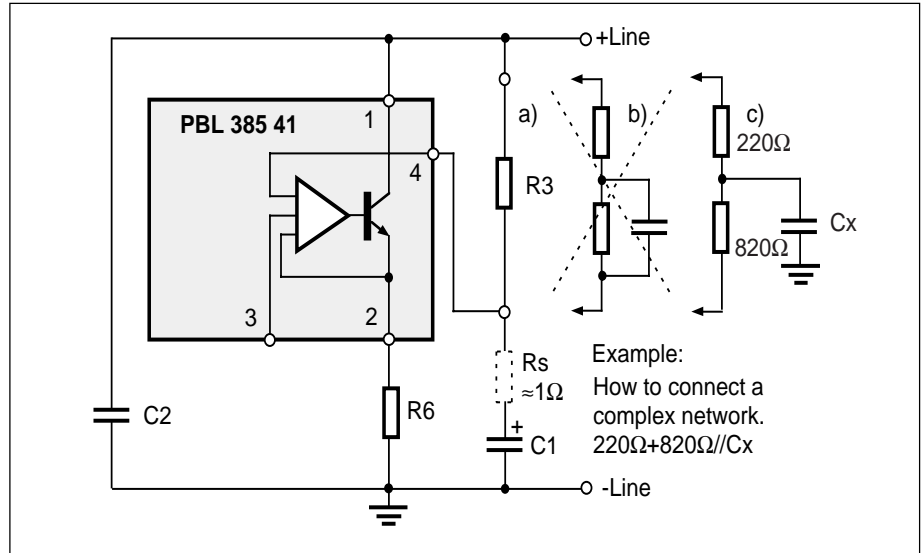 +Line
PBL 385 41
1
a)
b)
c)
220Ω
4
R3
Cx
820Ω
3
2
Rs
≈1Ω
Example:
How to connect a
complex network.
220Ω+820Ω//Cx
C2
R6
+
C1
-Line